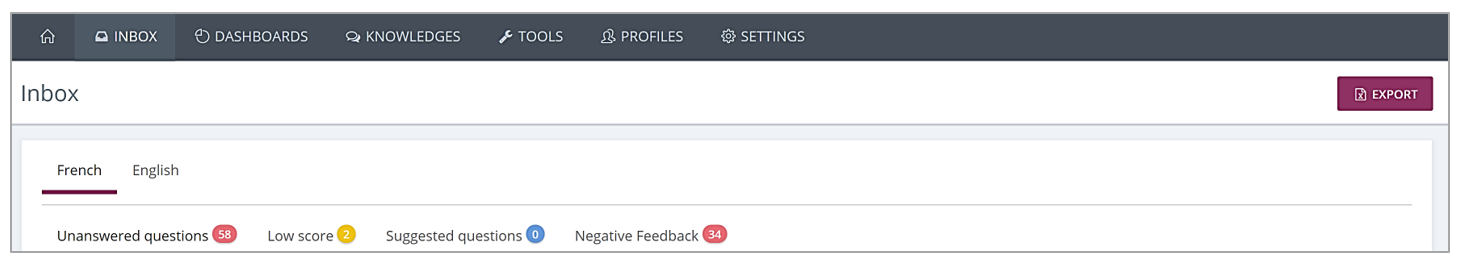 INBOX DASHBOARDS KNOWLEDGES TOOLS PROFILES SETTINGS
Inbox EXPORT
French English
Unanswered questions 58 Low score 2 Suggested questions 0 Negative Feedback 34